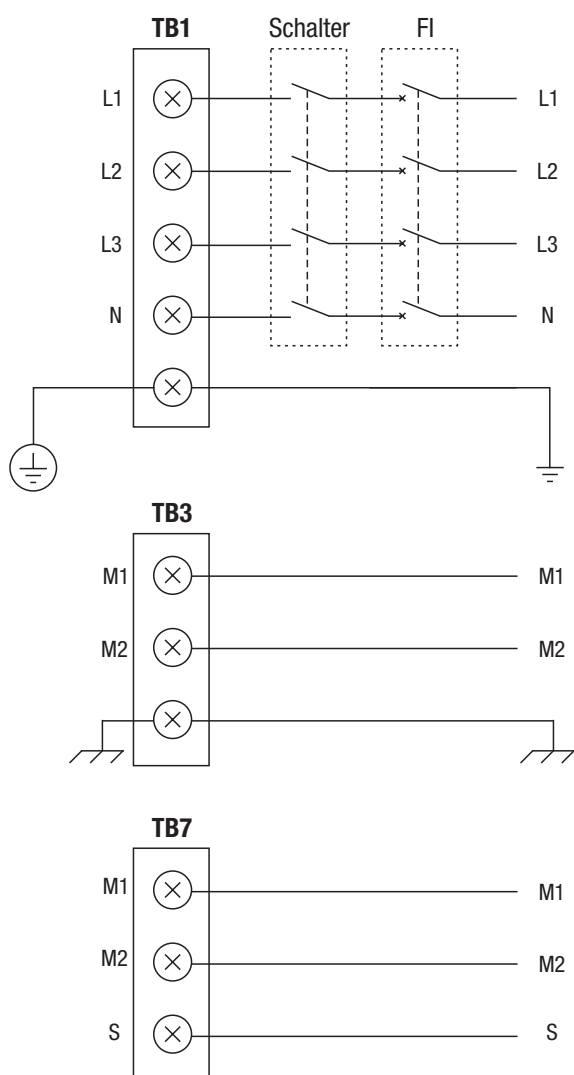 TB1 Schalter FI
L1 L1
L2 L2
L3 L3
N N
TB3
M1 M1
M2 M2
TB7
M1 M1
M2 M2
S S